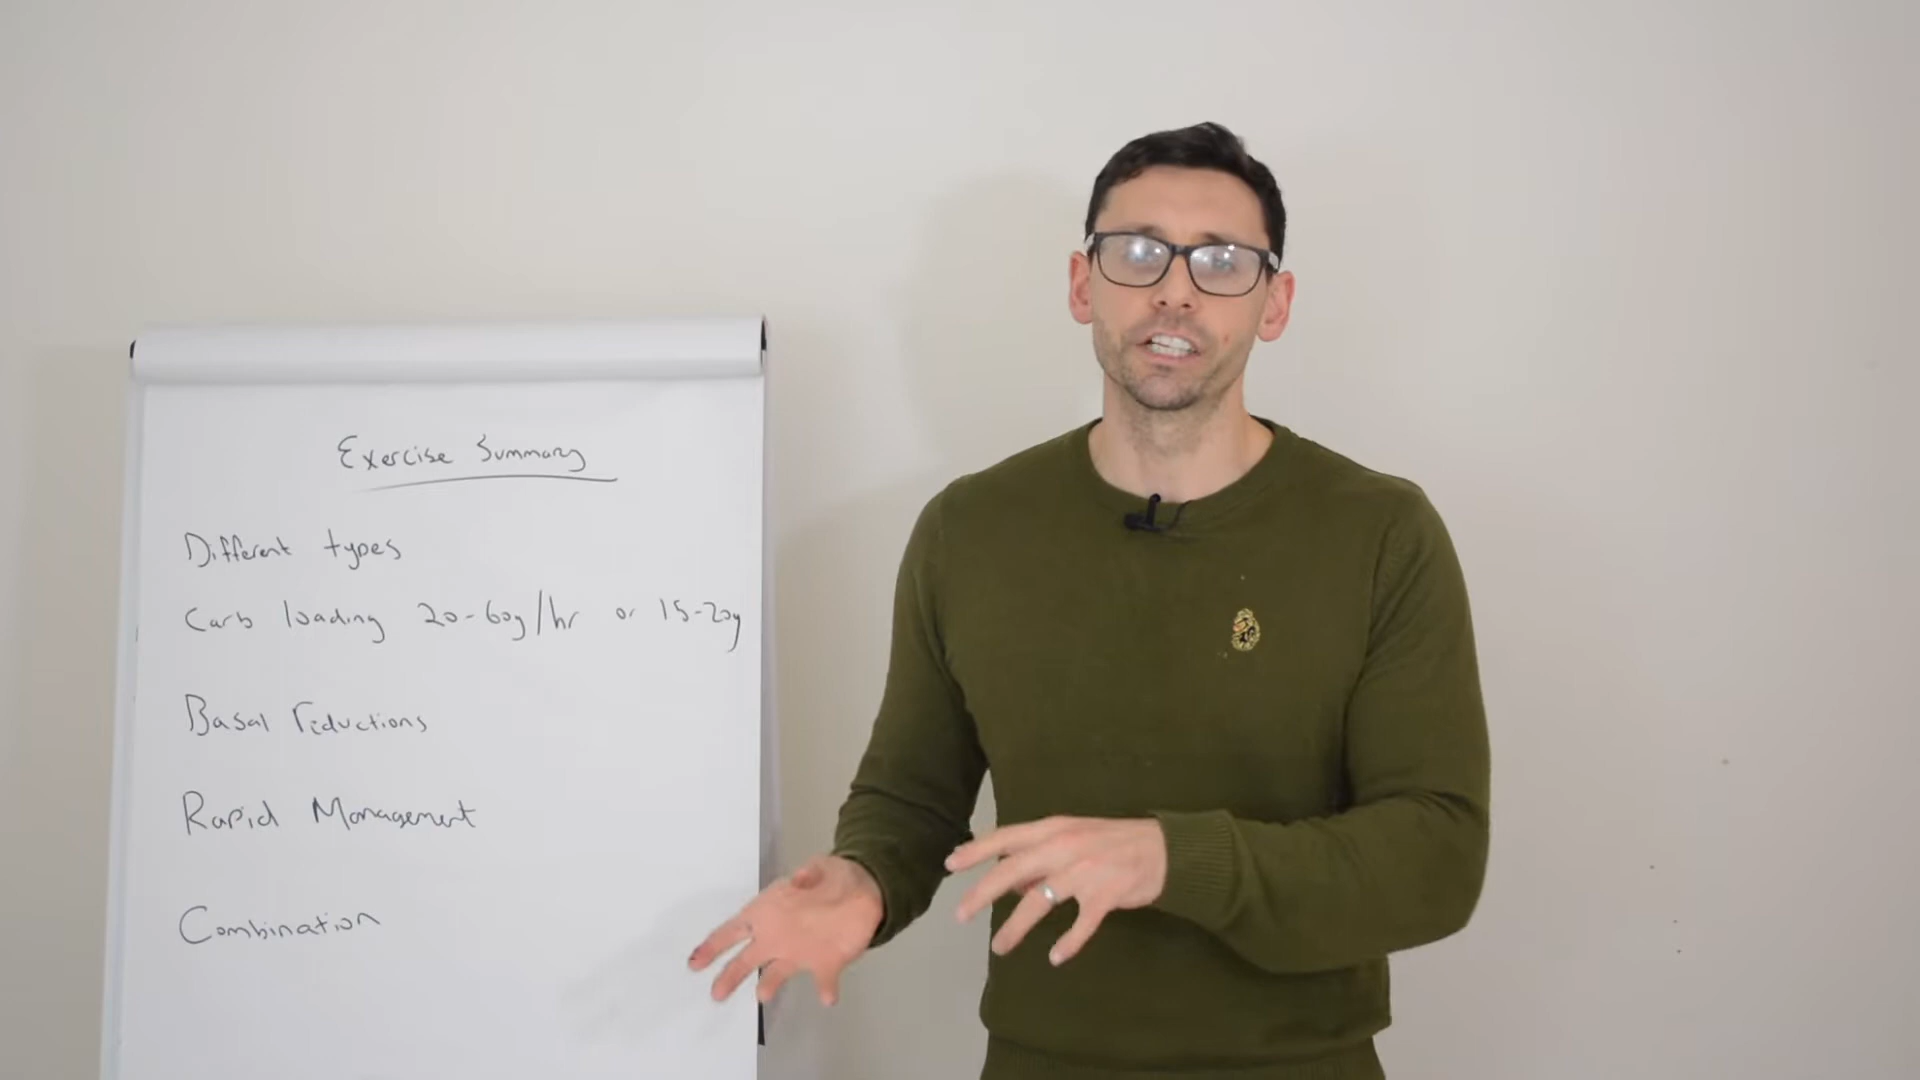 Exercise Summary
Different types
Carb loading 20-60g/hr or 15-20g
Basal reductions
Rapid Management
Combination